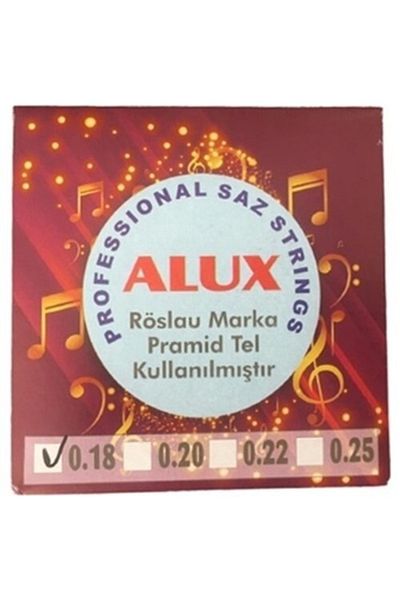 PROFESSIONAL SAZ STRINGS
ALUX
Röslau Marka
Pramid Tel
Kullanılmıştır
0.18 0.20 0.22 0.25